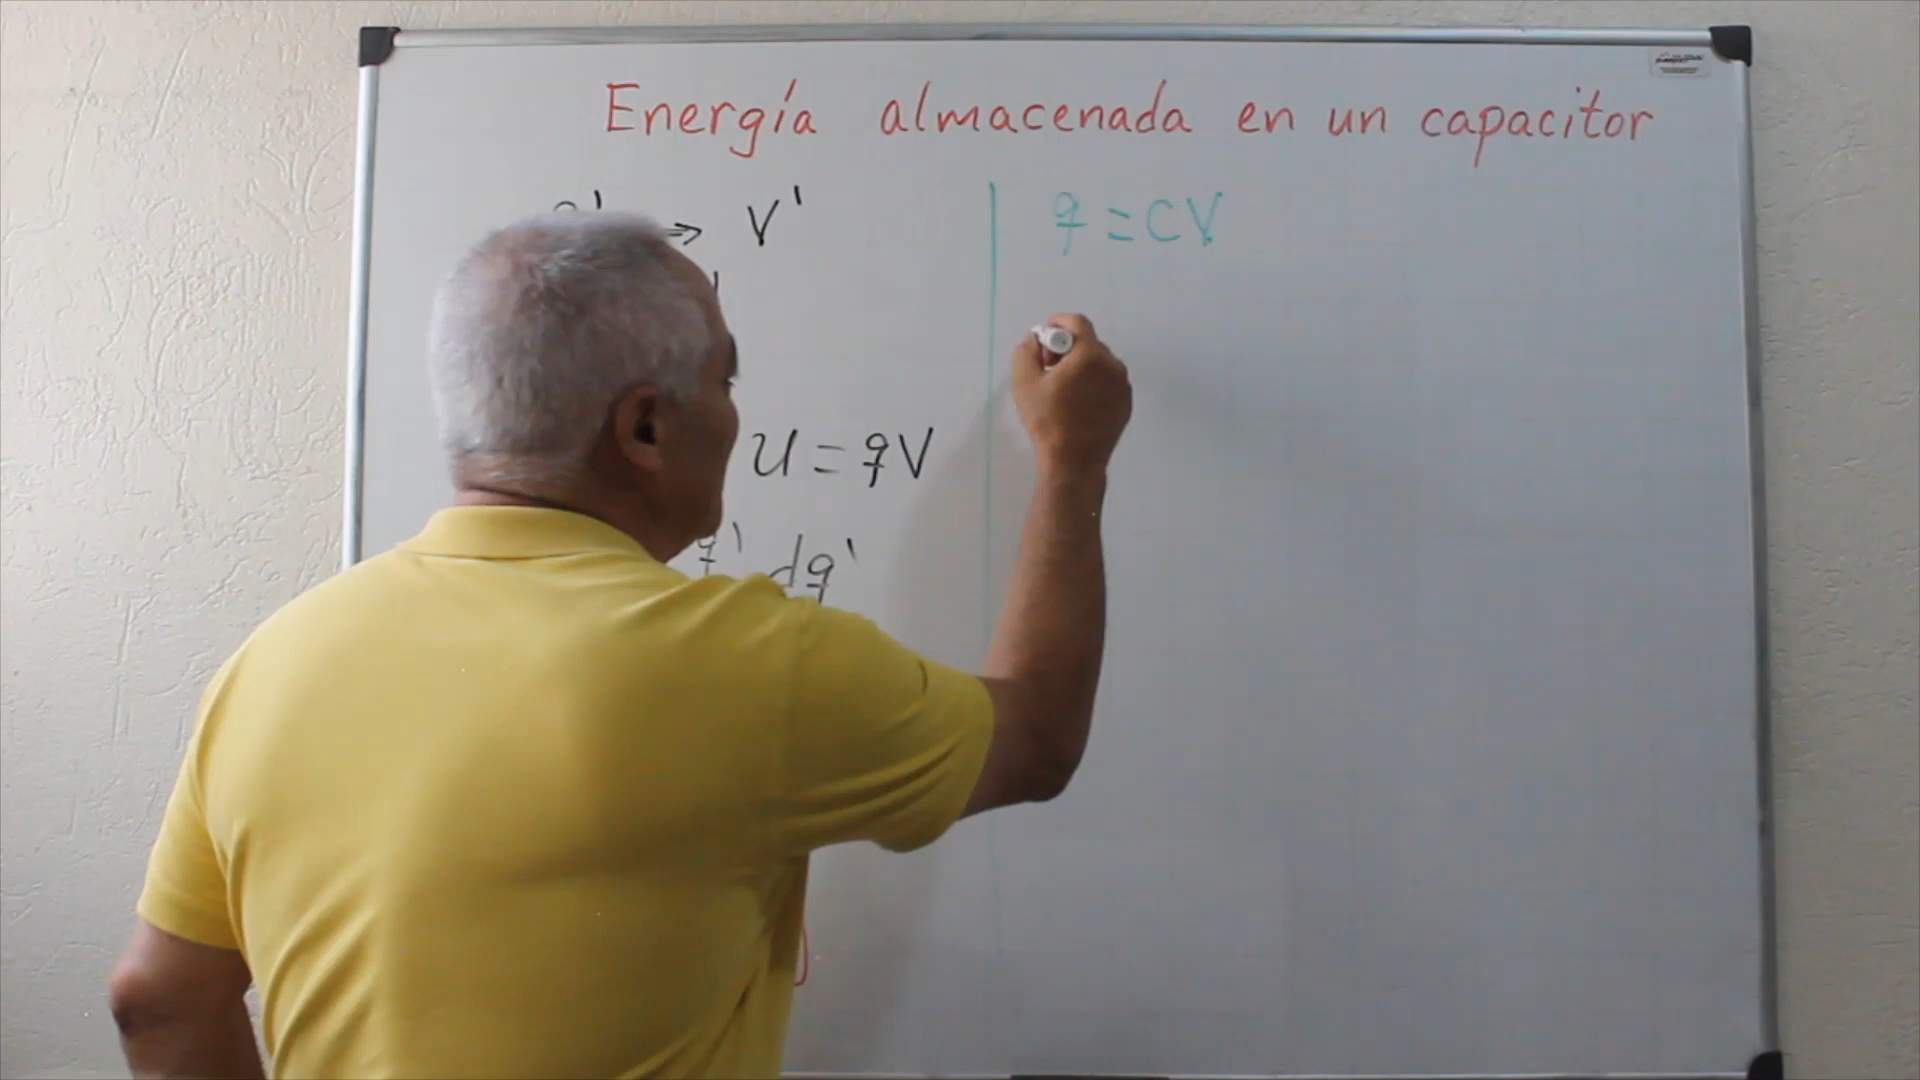 Energía almacenada en un capacitor
⇒ V'
q = CV
U = qV
q' dq'